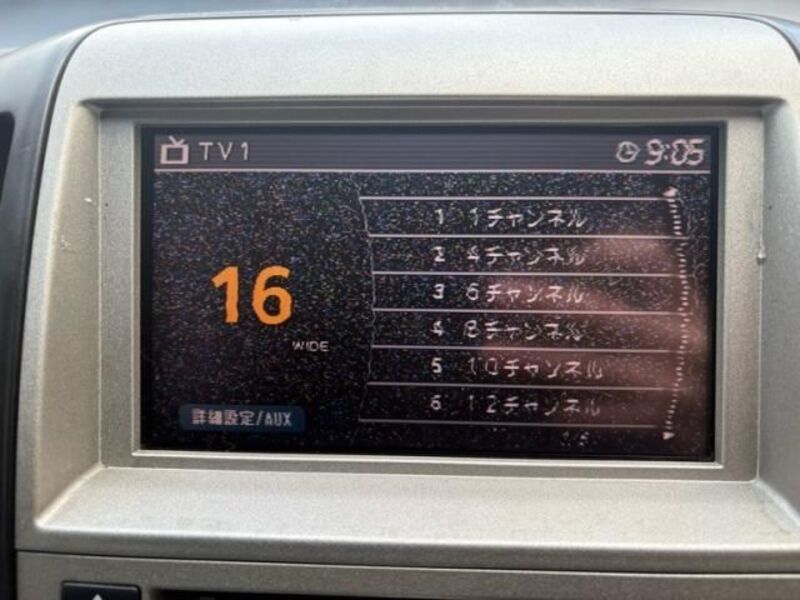 TV1
9:05
1 1チャンネル
2 4チャンネル
3 6チャンネル
16
4 8チャンネル
WIDE
5 10チャンネル
6 12チャンネル
詳細設定/AUX